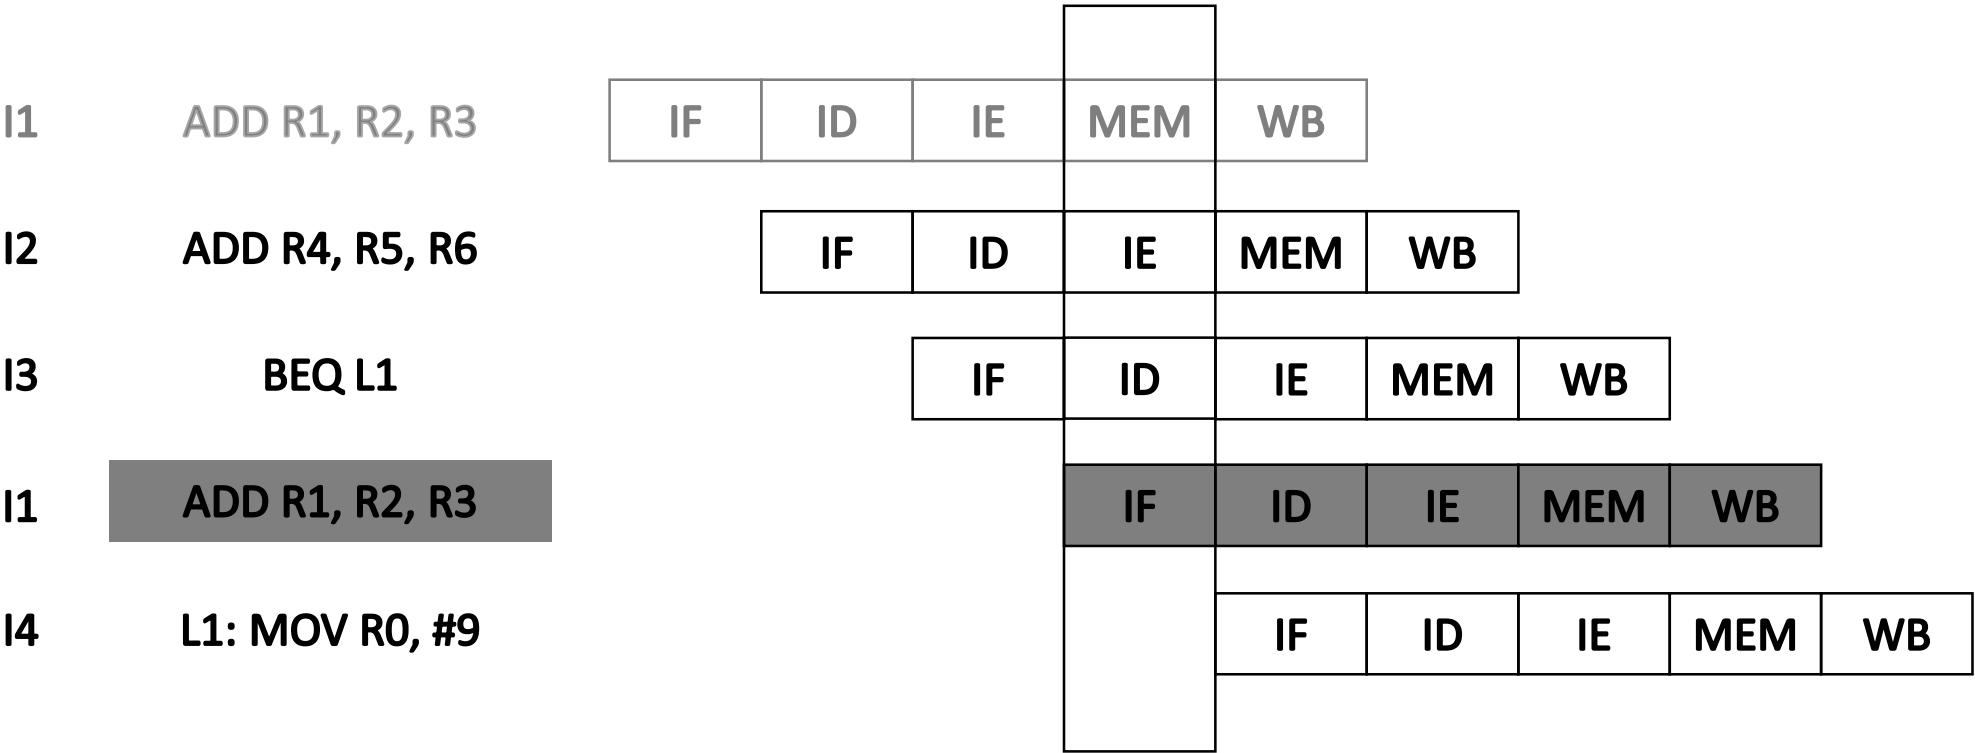 I1 ADD R1, R2, R3 IF ID IE MEM WB
I2 ADD R4, R5, R6 IF ID IE MEM WB
I3 BEQ L1 IF ID IE MEM WB
I1 ADD R1, R2, R3 IF ID IE MEM WB
I4 L1: MOV R0, #9 IF ID IE MEM WB